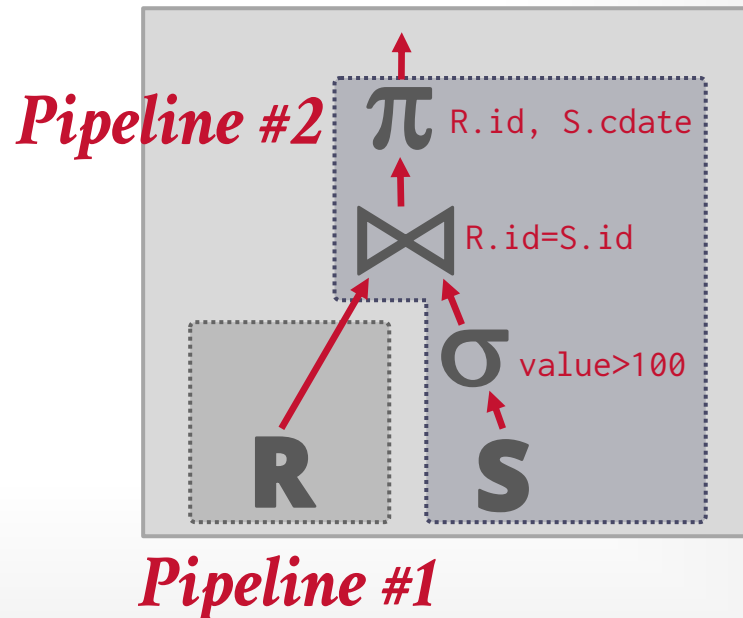 Pipeline #2
π R.id, S.cdate
⋈ R.id=S.id
σ value>100
R S
Pipeline #1